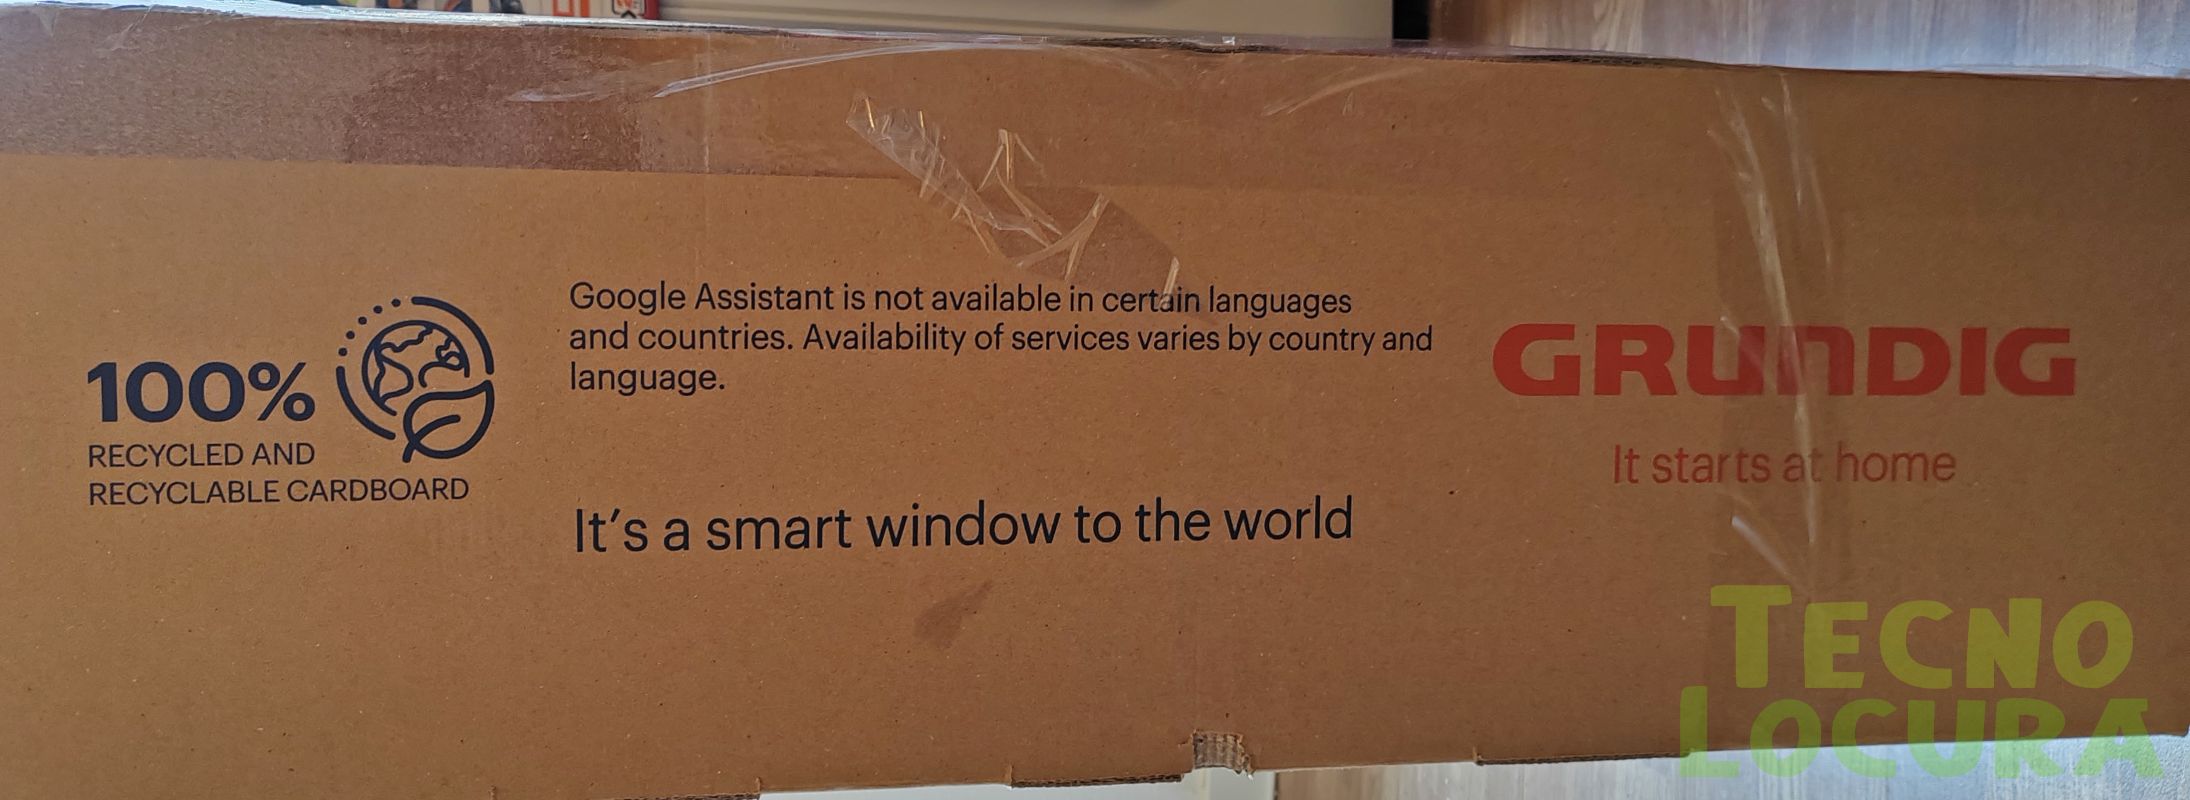 100%
RECYCLED AND
RECYCLABLE CARDBOARD
Google Assistant is not available in certain languages
and countries. Availability of services varies by country and
language.
It's a smart window to the world
GRUNDIG
It starts at home
TECNO
LOCURA